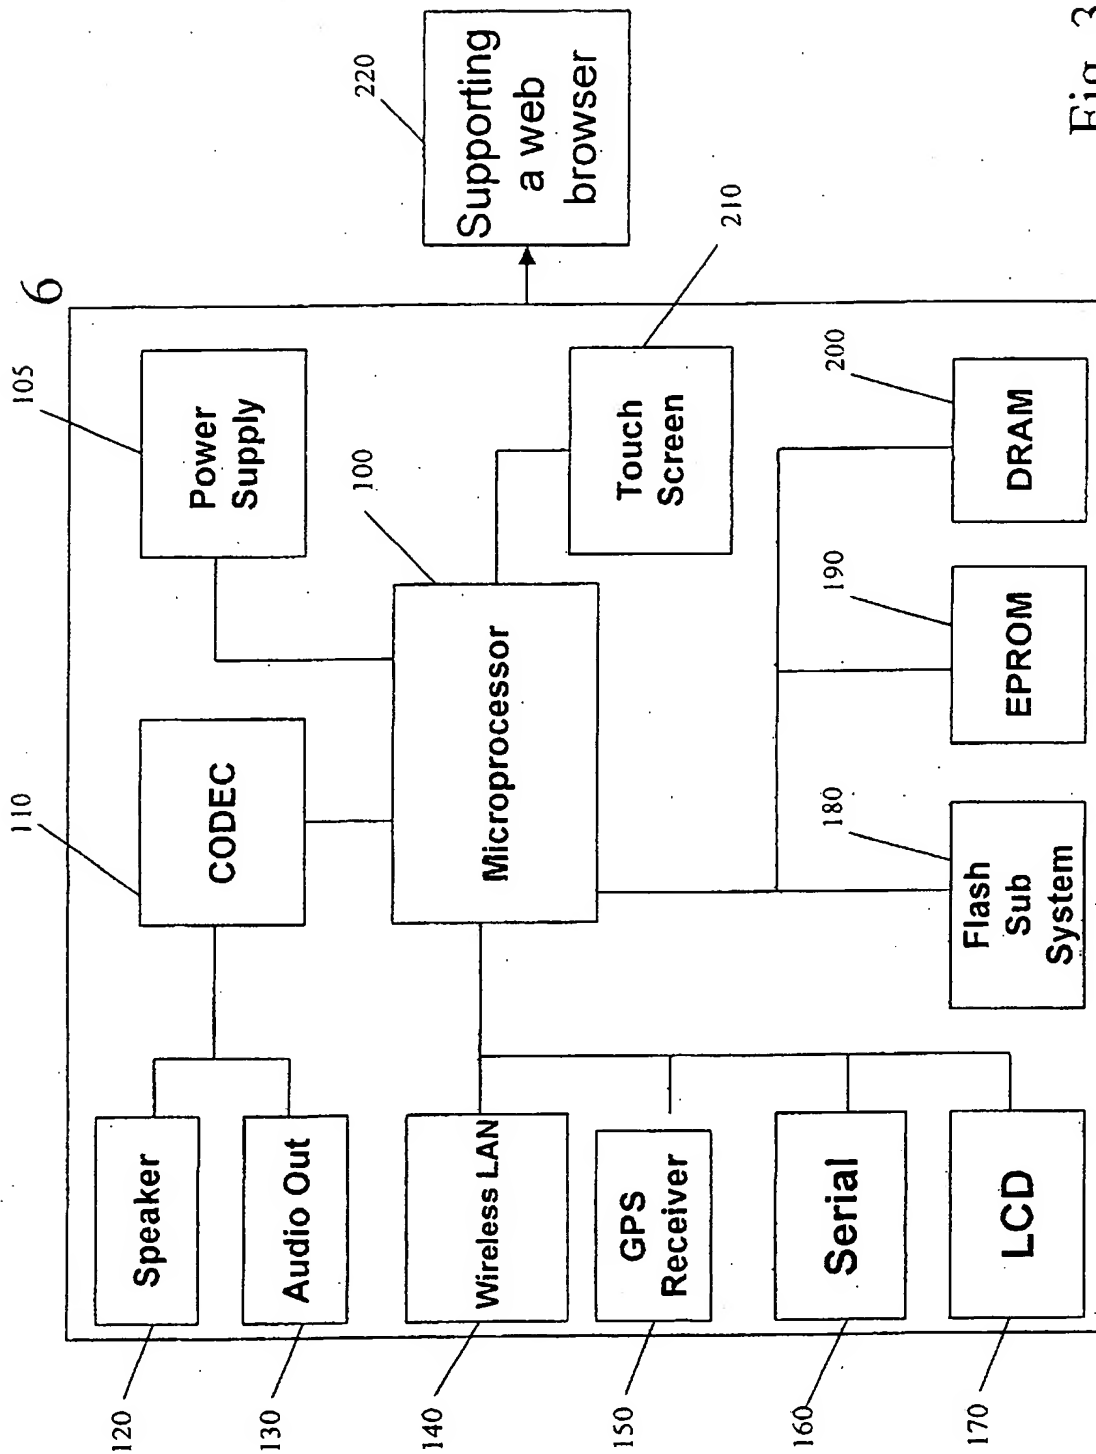 110
105
6
120
Speaker
130
Audio Out
CODEC
Power
Supply
100
220
140
Wireless LAN
Microprocessor
Supporting
a web
browser
150
GPS
Receiver
Touch
Screen
210
160
Serial
180
190
200
170
LCD
Flash
Sub
System
EPROM
DRAM
Fig. 3